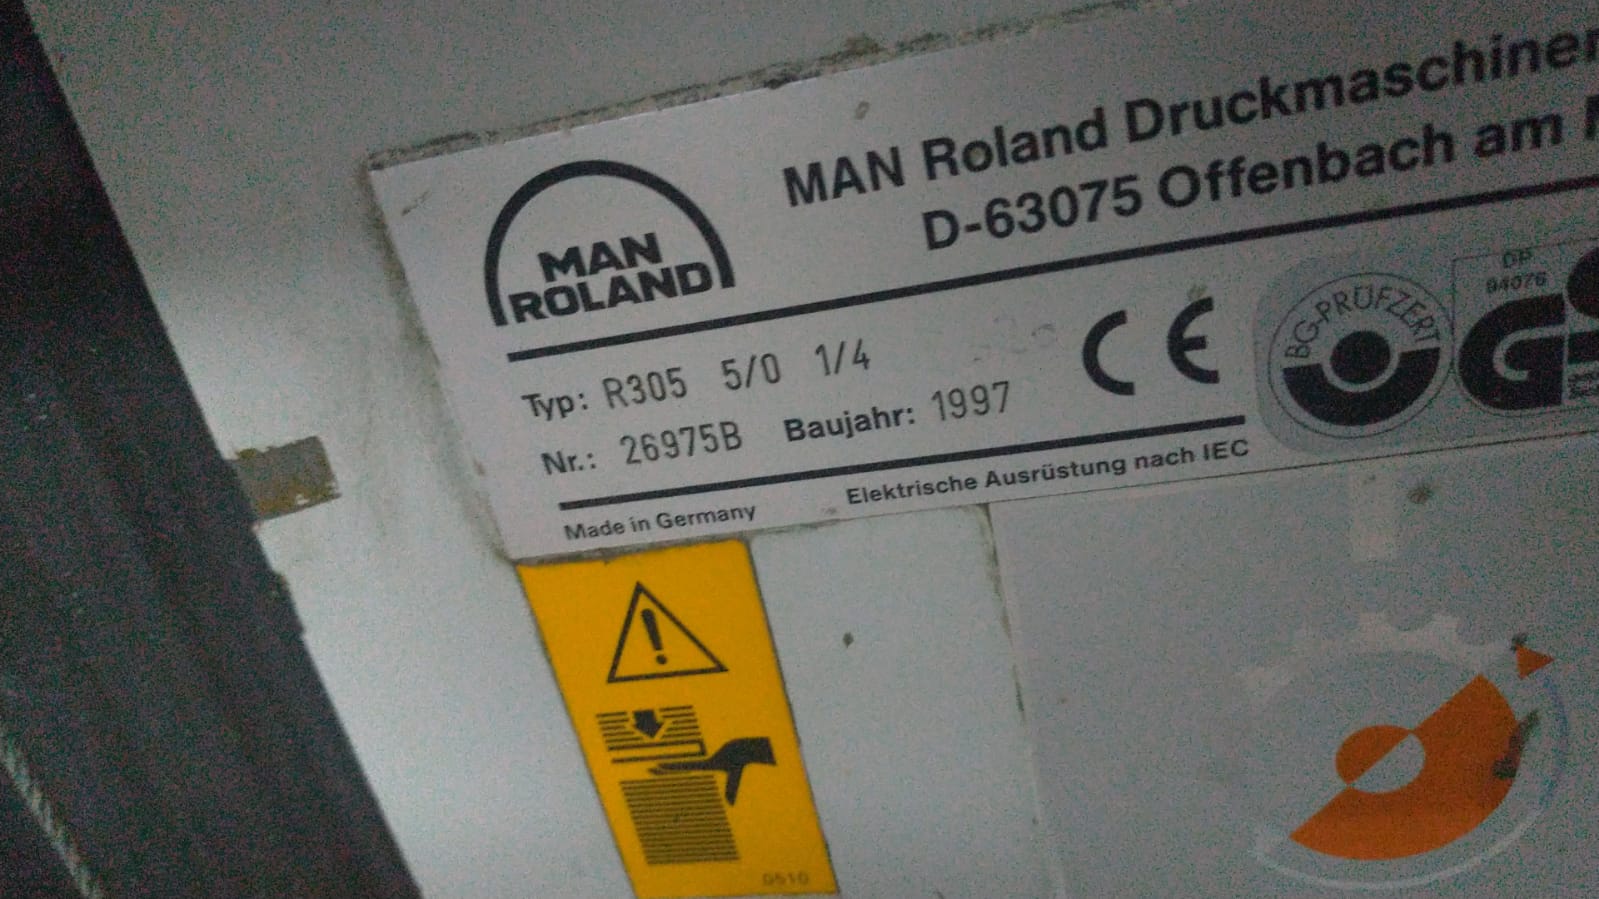 MAN Roland Druckmaschinen
D-63075 Offenbach am
MAN
ROLAND
Typ: R305 5/0 1/4
Nr.: 26975B Baujahr: 1997
CE
BG-PRÜFZERT
DP
94076
GS
Made in Germany
Elektrische Ausrüstung nach IEC
0510